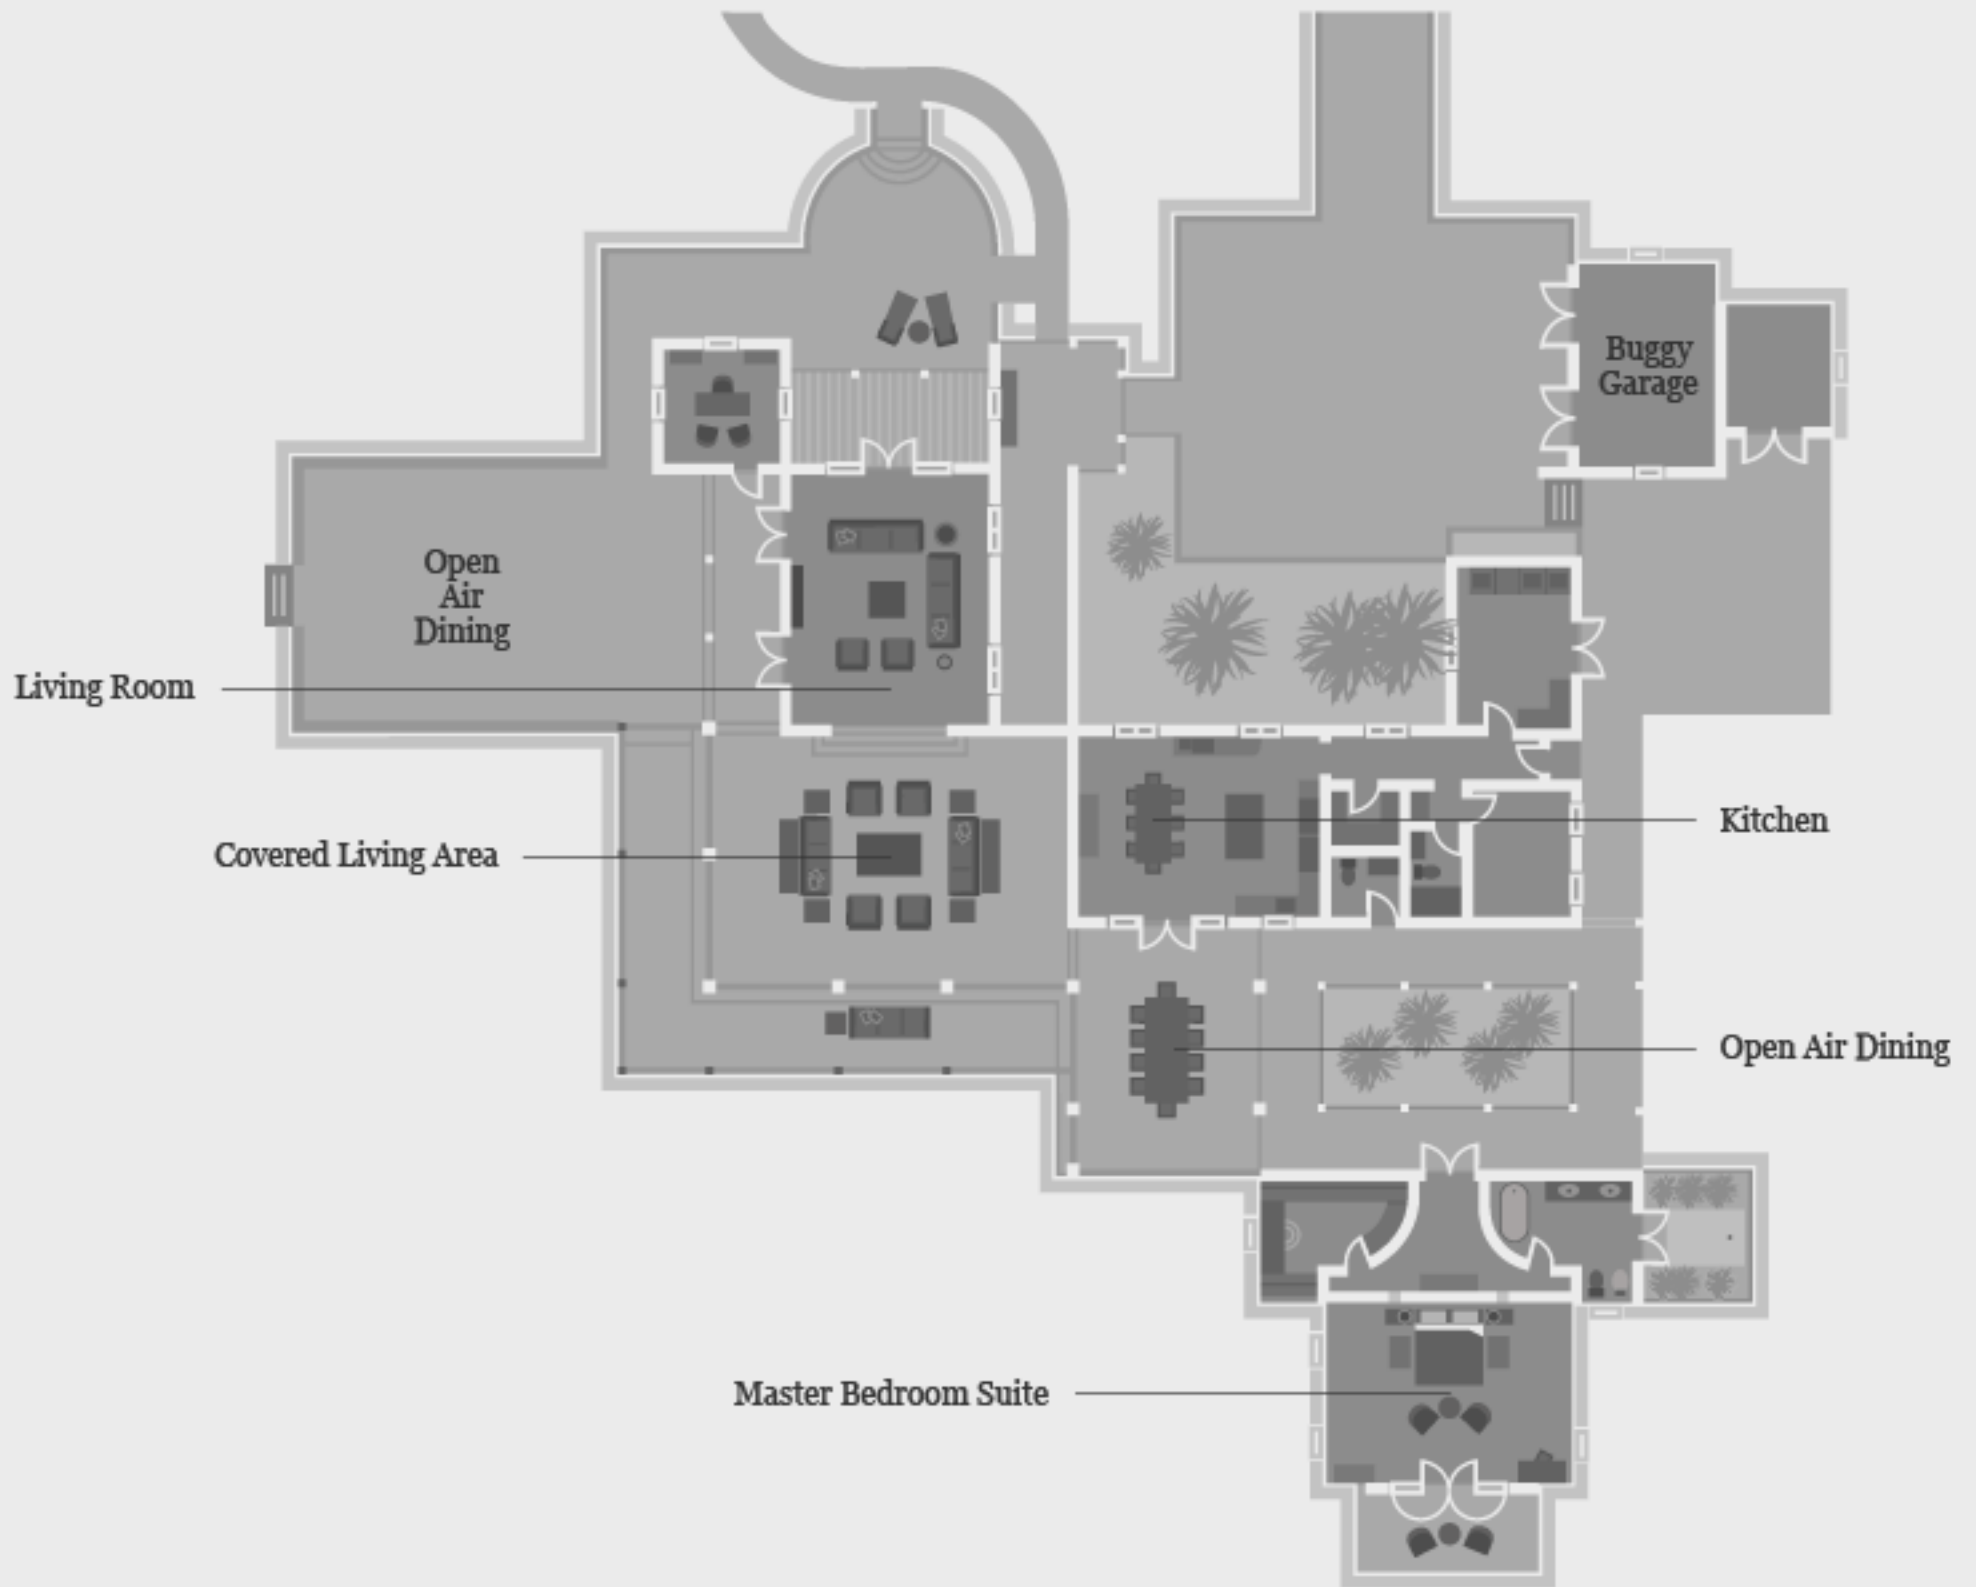 Buggy
Garage
Open
Air
Dining
Living Room
Kitchen
Covered Living Area
Open Air Dining
Master Bedroom Suite